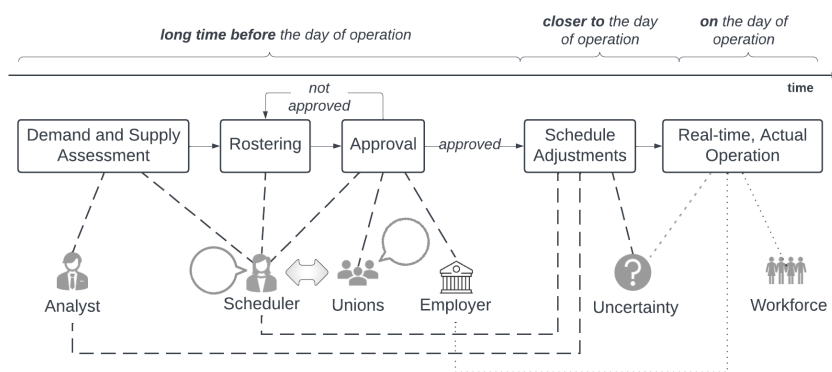 long time before the day of operation
closer to the day
of operation
on the day of
operation
time
not
approved
Demand and Supply
Assessment
Rostering
Approval
approved
Schedule
Adjustments
Real-time, Actual
Operation
?
Analyst
Scheduler
Unions
Employer
Uncertainty
Workforce